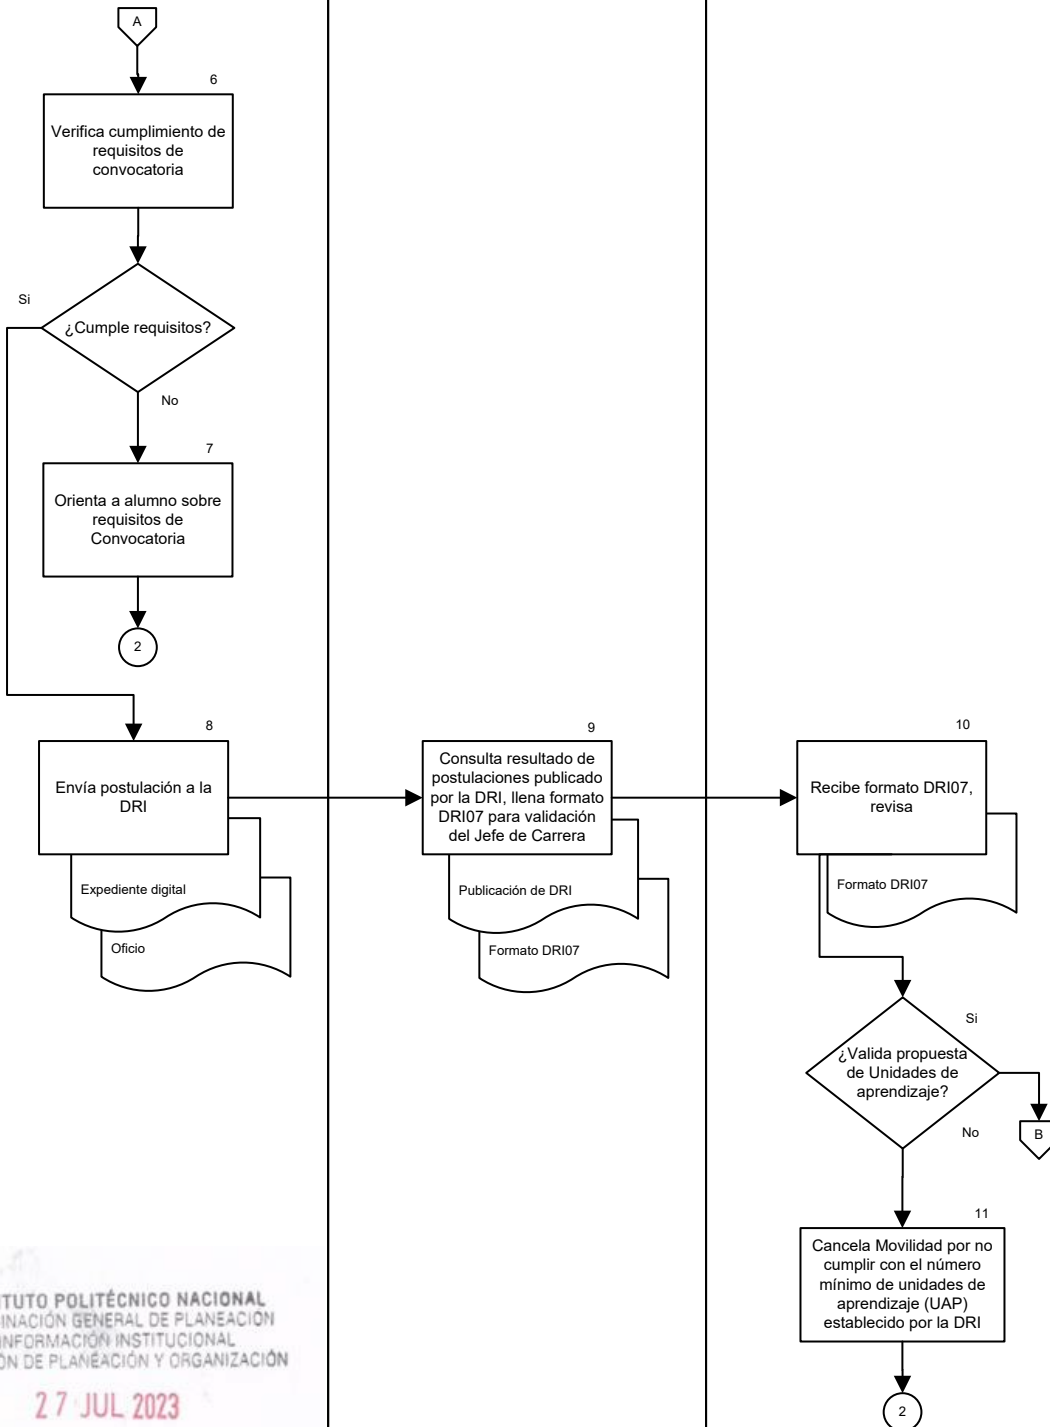 A
6
Verifica cumplimiento de
requisitos de
convocatoria
Si
¿Cumple requisitos?
No
7
Orienta a alumno sobre
requisitos de
Convocatoria
2
8
Envía postulación a la
DRI
Expediente digital
Oficio
9
Consulta resultado de
postulaciones publicado
por la DRI, llena formato
DRI07 para validación
del Jefe de Carrera
Publicación de DRI
Formato DRI07
10
Recibe formato DRI07,
revisa
Formato DRI07
Si
¿Valida propuesta
de Unidades de
aprendizaje?
No
B
11
Cancela Movilidad por no
cumplir con el número
mínimo de unidades de
aprendizaje (UAP)
establecido por la DRI
2
TUTO POLITÉCNICO NACIONAL
INACIÓN GENERAL DE PLANEACIÓN
INFORMACIÓN INSTITUCIONAL
ÓN DE PLANEACIÓN Y ORGANIZACIÓN
27 JUL 2023